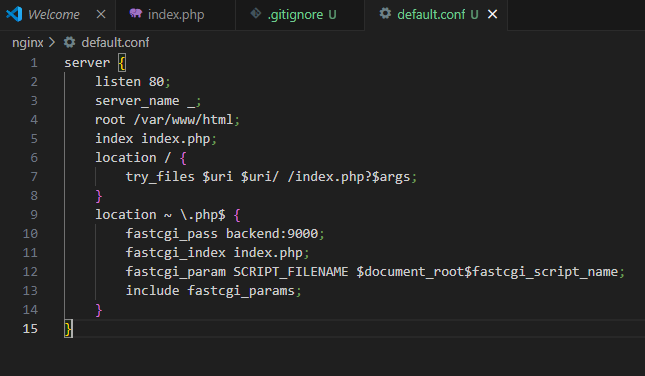 Welcome index.php .gitignore U default.conf U
nginx > default.conf
1 server {
2 listen 80;
3 server_name _;
4 root /var/www/html;
5 index index.php;
6 location / {
7 try_files $uri $uri/ /index.php?$args;
8 }
9 location ~ \.php$ {
10 fastcgi_pass backend:9000;
11 fastcgi_index index.php;
12 fastcgi_param SCRIPT_FILENAME $document_root$fastcgi_script_name;
13 include fastcgi_params;
14 }
15 }